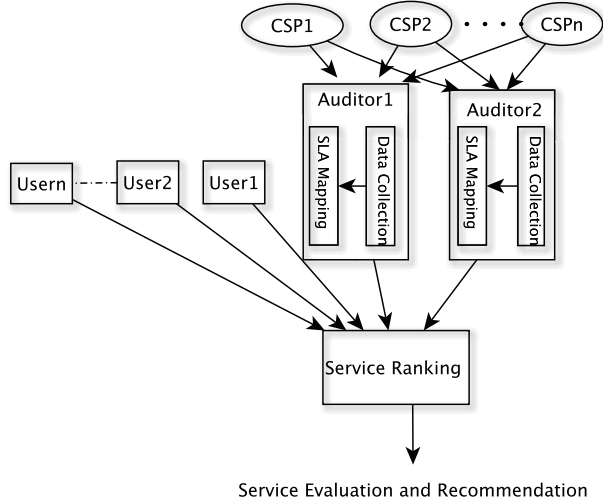 CSP1
CSP2
CSPn
Auditor1
Auditor2
SLA Mapping
Data Collection
SLA Mapping
Data Collection
Usern
User2
User1
Service Ranking
Service Evaluation and Recommendation